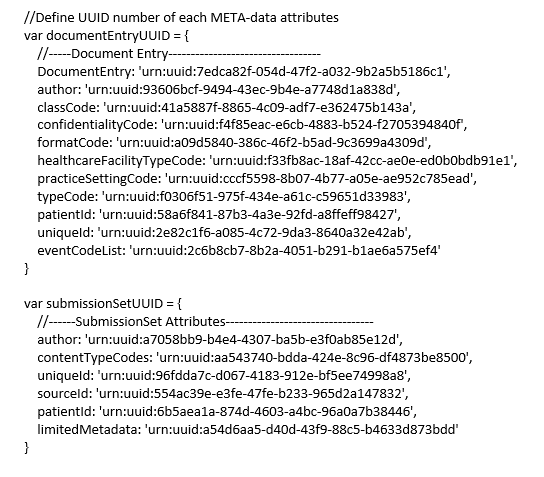 //Define UUID number of each META-data attributes
var documentEntryUUID = {
//-----Document Entry----------------------------------
DocumentEntry: 'urn:uuid:7edca82f-054d-47f2-a032-9b2a5b5186c1',
author: 'urn:uuid:93606bcf-9494-43ec-9b4e-a7748d1a838d',
classCode: 'urn:uuid:41a5887f-8865-4c09-adf7-e362475b143a',
confidentialityCode: 'urn:uuid:f4f85eac-e6cb-4883-b524-f2705394840f',
formatCode: 'urn:uuid:a09d5840-386c-46f2-b5ad-9c3699a4309d',
healthcareFacilityTypeCode: 'urn:uuid:f33fb8ac-18af-42cc-ae0e-ed0b0bdb91e1',
practiceSettingCode: 'urn:uuid:cccf5598-8b07-4b77-a05e-ae952c785ead',
typeCode: 'urn:uuid:f0306f51-975f-434e-a61c-c59651d33983',
patientId: 'urn:uuid:58a6f841-87b3-4a3e-92fd-a8ffeff98427',
uniqueId: 'urn:uuid:2e82c1f6-a085-4c72-9da3-8640a32e42ab',
eventCodeList: 'urn:uuid:2c6b8cb7-8b2a-4051-b291-b1ae6a575ef4'
}
var submissionSetUUID = {
//------SubmissionSet Attributes---------------------------------
author: 'urn:uuid:a7058bb9-b4e4-4307-ba5b-e3f0ab85e12d',
contentTypeCodes: 'urn:uuid:aa543740-bdda-424e-8c96-df4873be8500',
uniqueId: 'urn:uuid:96fdda7c-d067-4183-912e-bf5ee74998a8',
sourceId: 'urn:uuid:554ac39e-e3fe-47fe-b233-965d2a147832',
patientId: 'urn:uuid:6b5aea1a-874d-4603-a4bc-96a0a7b38446',
limitedMetadata: 'urn:uuid:a54d6aa5-d40d-43f9-88c5-b4633d873bdd'
}